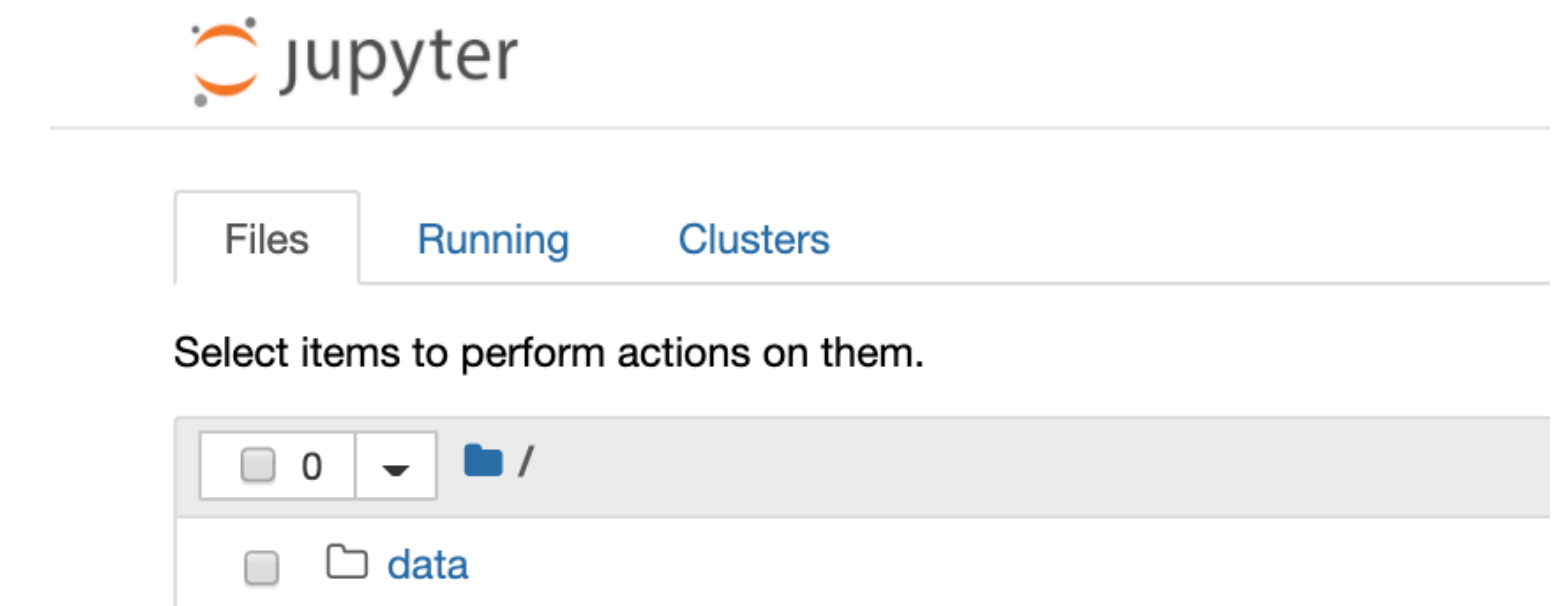 jupyter
Files Running Clusters
Select items to perform actions on them.
0 /
data